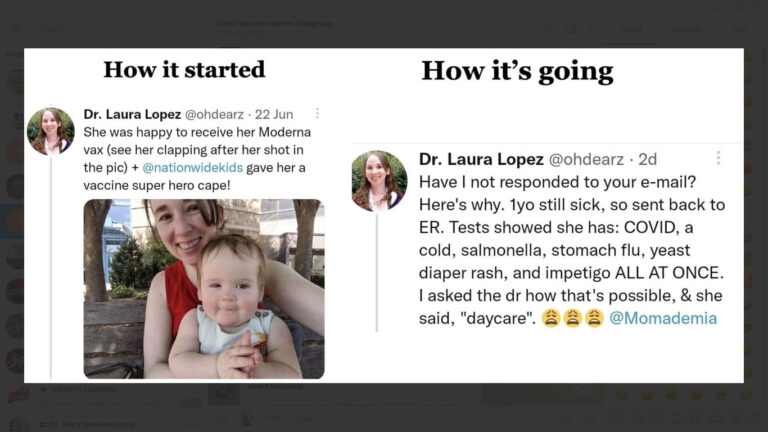 Covid Vaccine Injuries Chatgroup
How it started
Dr. Laura Lopez @ohdearz · 22 Jun
She was happy to receive her Moderna
vax (see her clapping after her shot in
the pic) + @nationwidekids gave her a
vaccine super hero cape!
How it's going
Dr. Laura Lopez @ohdearz · 2d
Have I not responded to your e-mail?
Here's why. 1yo still sick, so sent back to
ER. Tests showed she has: COVID, a
cold, salmonella, stomach flu, yeast
diaper rash, and impetigo ALL AT ONCE.
I asked the dr how that's possible, & she
said, "daycare". 😩😩😩 @Momademia